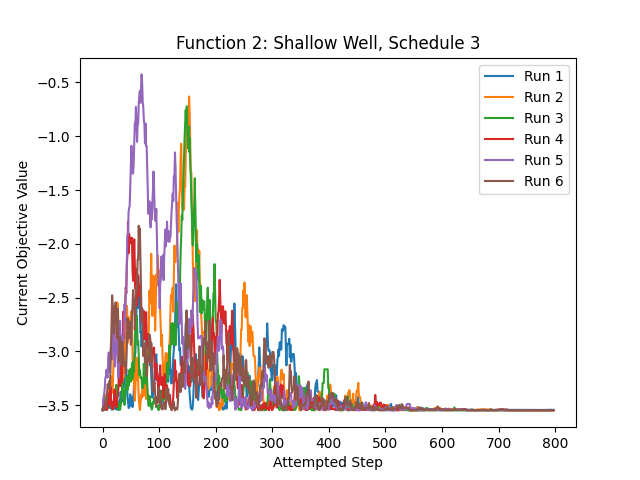 Function 2: Shallow Well, Schedule 3
Current Objective Value
−0.5
−1.0
−1.5
−2.0
−2.5
−3.0
−3.5
Run 1
Run 2
Run 3
Run 4
Run 5
Run 6
0 100 200 300 400 500 600 700 800
Attempted Step